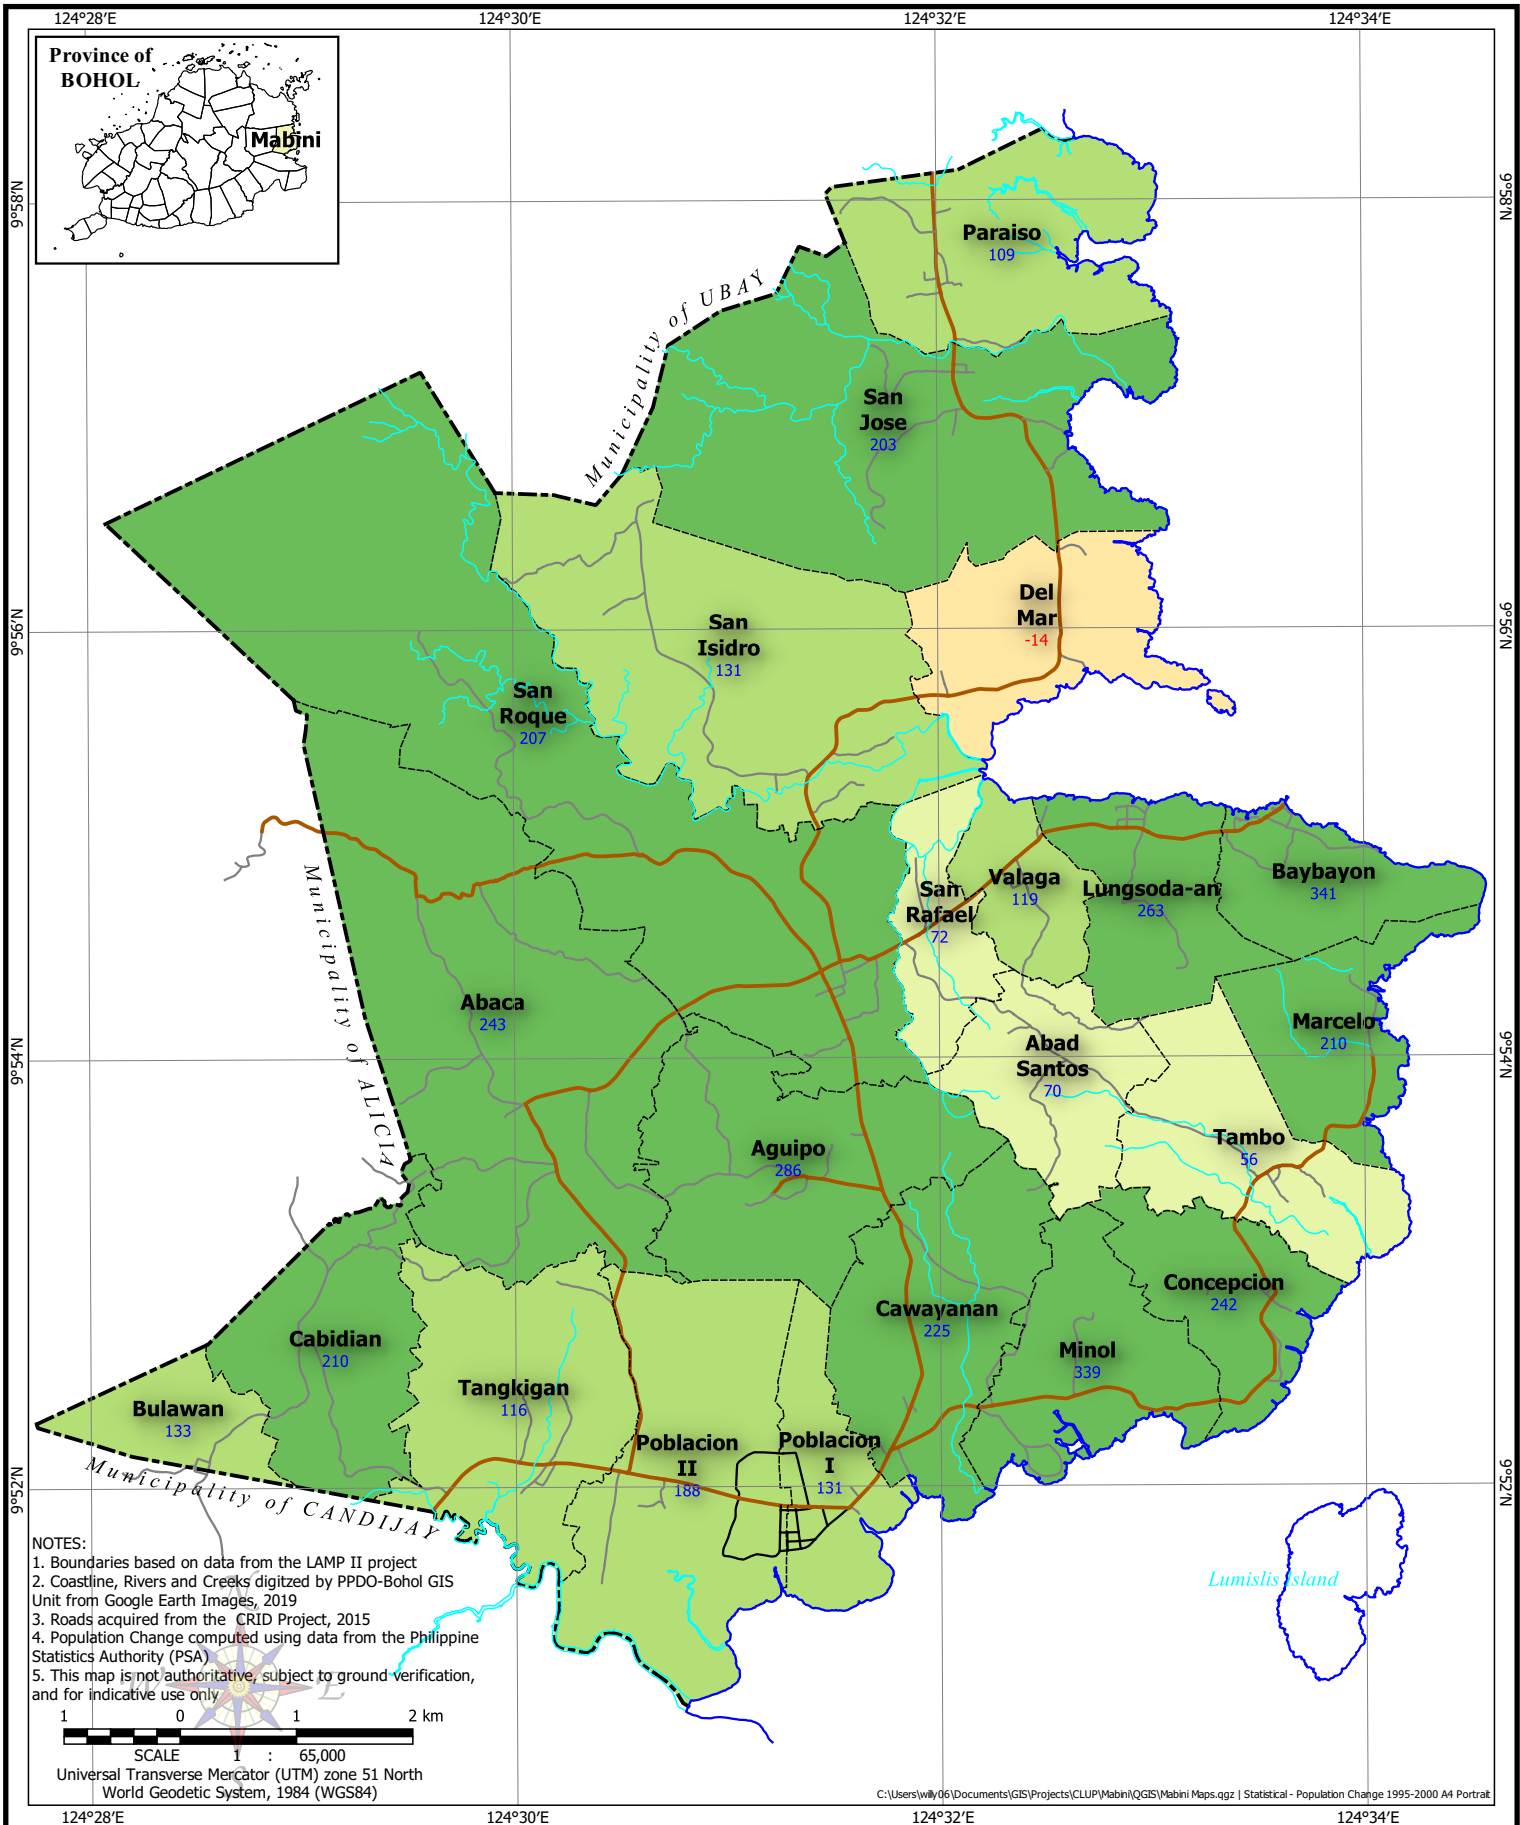 124°28′E
124°30′E
124°32′E
124°34′E
Province of
BOHOL
Mabini
9°58′N
9°58′N
Paraiso
109
Municipality of UBAY
San
Jose
203
Del
Mar
-14
9°56′N
9°56′N
San
Isidro
131
San
Roque
207
Municipality of ALICIA
San
Rafael
72
Valaga
119
Lungsoda-an
263
Baybayon
341
Abaca
243
Marcelo
210
Abad
Santos
70
9°54′N
9°54′N
Aguipo
286
Tambo
56
Concepcion
242
Cawayanan
225
Cabidian
210
Minol
339
Tangkigan
116
Bulawan
133
Poblacion
II
188
Poblacion
I
131
9°52′N
9°52′N
Municipality of CANDIJAY
Lumislis Island
NOTES:
1. Boundaries based on data from the LAMP II project
2. Coastline, Rivers and Creeks digitzed by PPDO-Bohol GIS
Unit from Google Earth Images, 2019
3. Roads acquired from the CRID Project, 2015
4. Population Change computed using data from the Philippine
Statistics Authority (PSA)
5. This map is not authoritative, subject to ground verification,
and for indicative use only
N
W
E
S
1 0 1 2 km
SCALE 1 : 65,000
Universal Transverse Mercator (UTM) zone 51 North
World Geodetic System, 1984 (WGS84)
C:\Users\willy06\Documents\GIS\Projects\CLUP\Mabini\QGIS\Mabini Maps.qgz | Statistical - Population Change 1995-2000 A4 Portrait
124°28′E
124°30′E
124°32′E
124°34′E